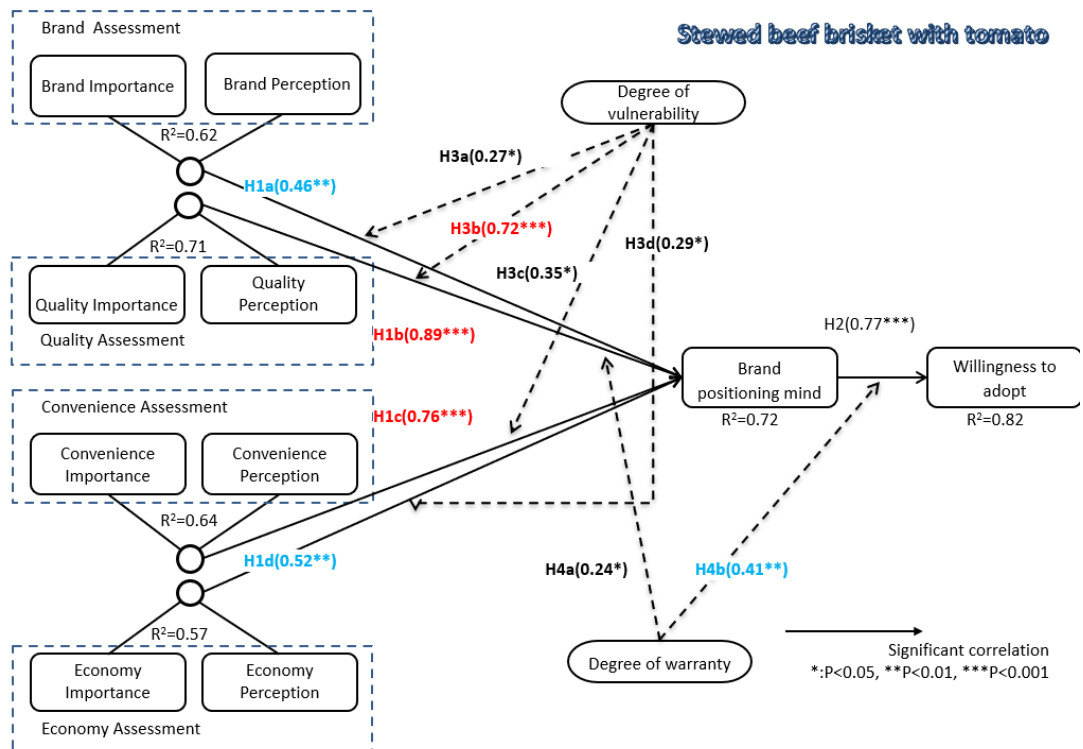 Stewed beef brisket with tomato
Brand Assessment
Brand Importance
Brand Perception
R²=0.62
H1a(0.46**)
R²=0.71
Quality Importance
Quality
Perception
Quality Assessment
H1b(0.89***)
Convenience Assessment
H1c(0.76***)
Convenience
Importance
Convenience
Perception
R²=0.64
H1d(0.52**)
R²=0.57
Economy
Importance
Economy
Perception
Economy Assessment
Degree of
vulnerability
H3a(0.27*)
H3b(0.72***)
H3c(0.35*)
H3d(0.29*)
H2(0.77***)
Brand
positioning mind
R²=0.72
Willingness to
adopt
R²=0.82
H4a(0.24*)
H4b(0.41**)
Degree of warranty
Significant correlation
*:P<0.05, **P<0.01, ***P<0.001